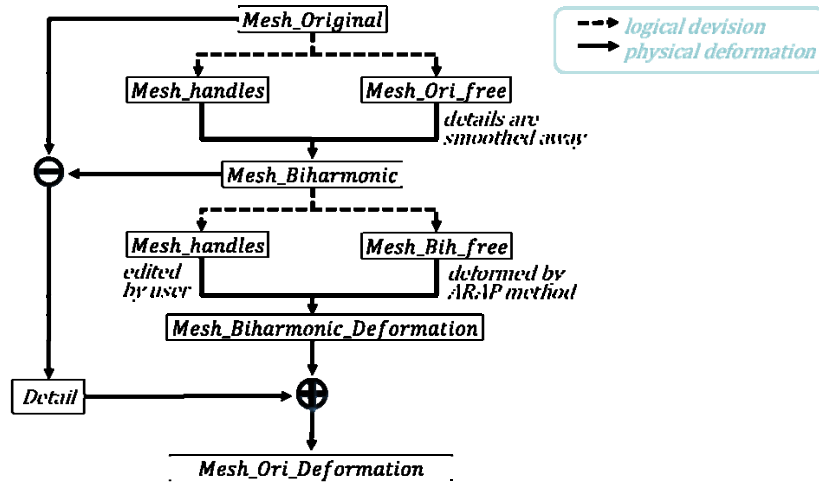 Mesh_Original
logical devision
physical deformation
Mesh_handles
Mesh_Ori_free
details are
smoothed away
Mesh_Biharmonic
Mesh_handles
Mesh_Bih_free
edited
by user
deformed by
ARAP method
Mesh_Biharmonic_Deformation
Detail
Mesh_Ori_Deformation